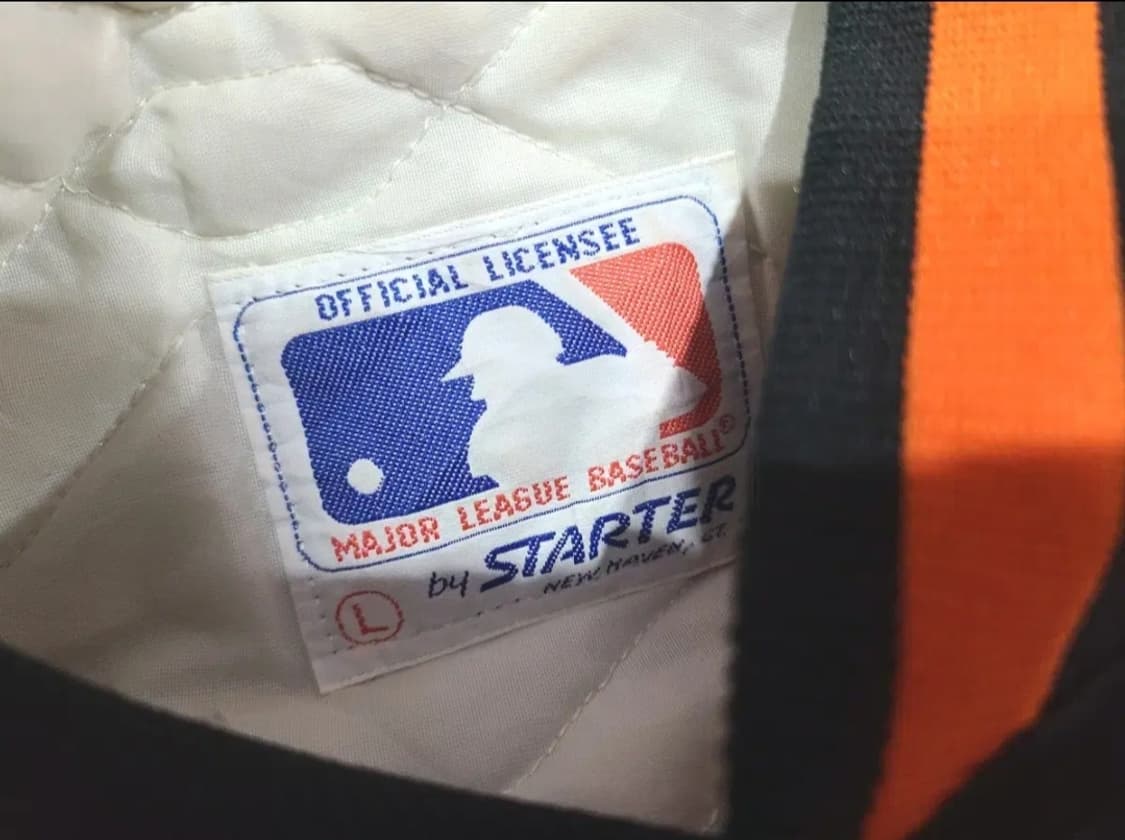 OFFICIAL LICENSEE
MAJOR LEAGUE BASEBALL®
by STARTER
NEW HAVEN, CT.
L